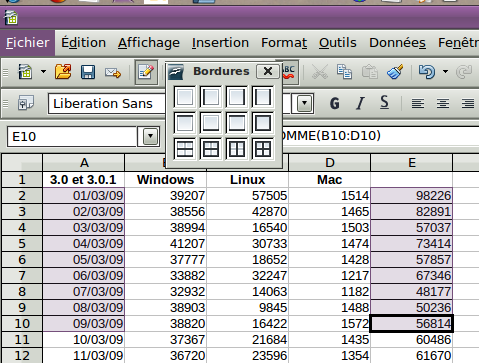 Fichier Édition Affichage Insertion Format Outils Données Fenêtr
Bordures
ABC
Liberation Sans G I S
E10 OMME(B10:D10)
A D E
1 3.0 et 3.0.1 Windows Linux Mac
2 01/03/09 39207 57505 1514 98226
3 02/03/09 38556 42870 1465 82891
4 03/03/09 38994 16540 1503 57037
5 04/03/09 41207 30733 1474 73414
6 05/03/09 37777 18652 1428 57857
7 06/03/09 33882 32247 1217 67346
8 07/03/09 32932 14063 1182 48177
9 08/03/09 38903 9845 1488 50236
10 09/03/09 38820 16422 1572 56814
11 10/03/09 37367 21684 1435 60486
12 11/03/09 36720 23596 1354 61670